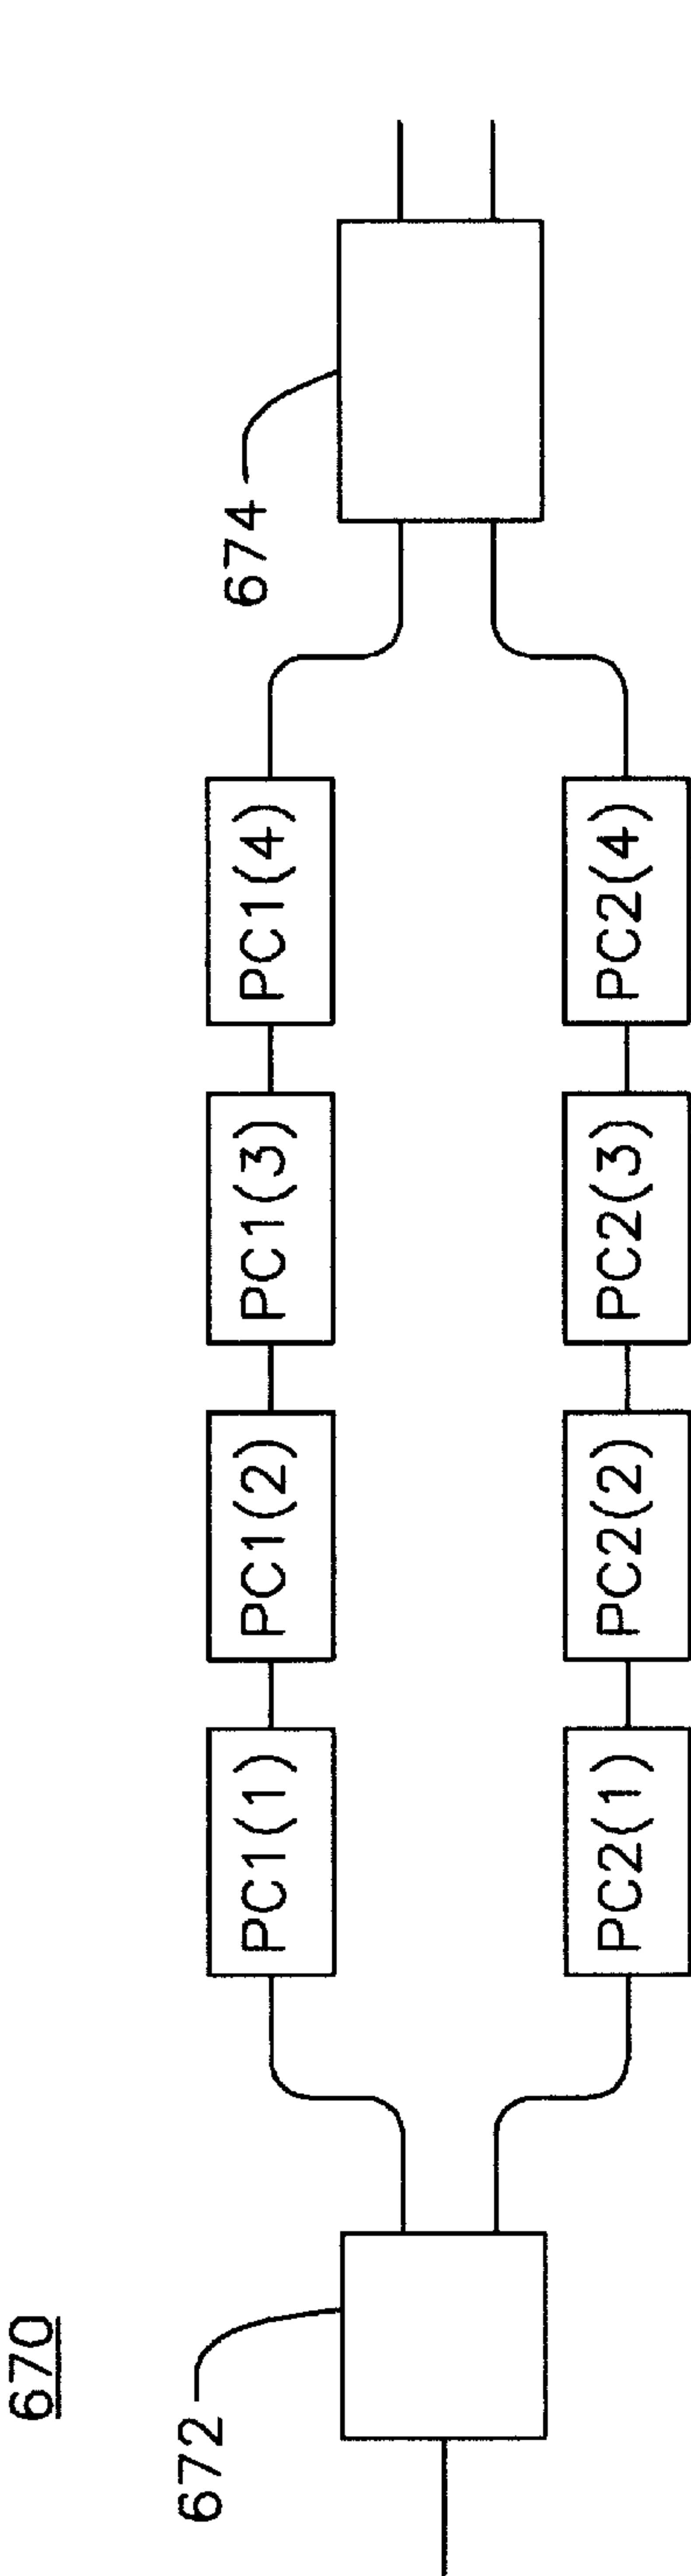 670
672
674
PC1(1)
PC1(2)
PC1(3)
PC1(4)
PC2(1)
PC2(2)
PC2(3)
PC2(4)